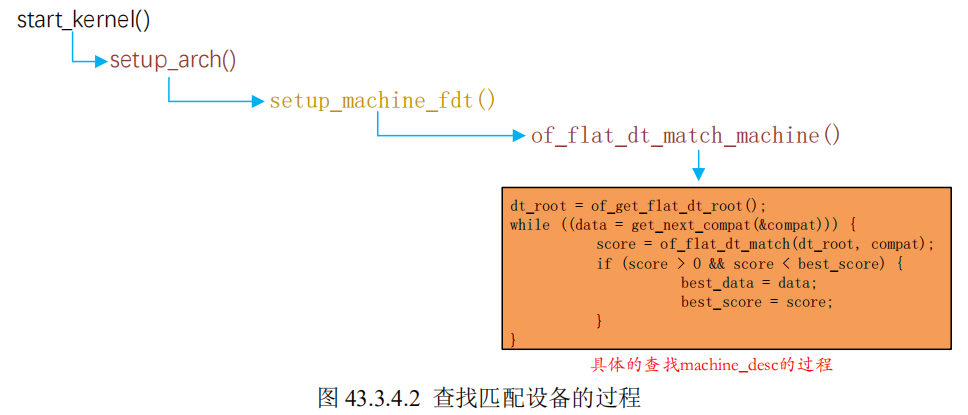 start_kernel()
setup_arch()
setup_machine_fdt()
of_flat_dt_match_machine()
dt_root = of_get_flat_dt_root();
while ((data = get_next_compat(&compat))) {
score = of_flat_dt_match(dt_root, compat);
if (score > 0 && score < best_score) {
best_data = data;
best_score = score;
}
}
具体的查找machine_desc的过程
图 43.3.4.2 查找匹配设备的过程